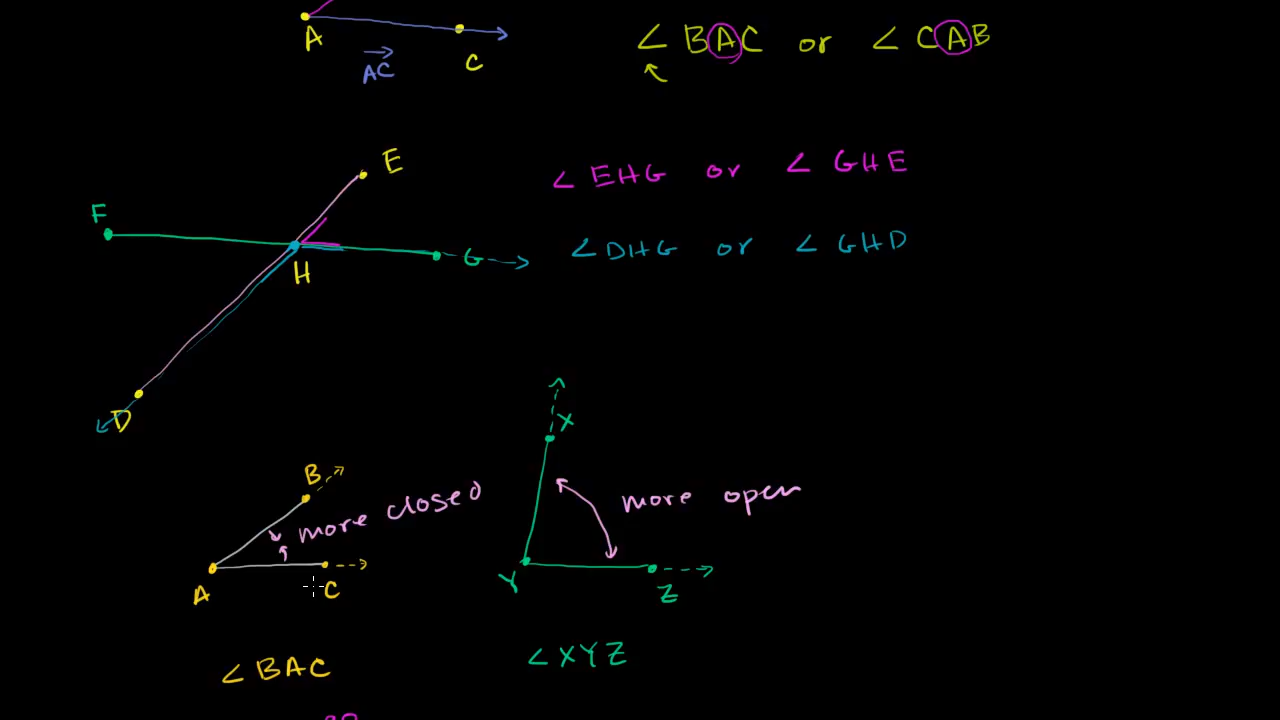 A
C
AC
∠ BAC or ∠ CAB
E
F
H
G
D
∠ EHG or ∠ GHE
∠ DHG or ∠ GHD
B
A
C
more closed
X
Y
Z
more open
∠ BAC
∠ XYZ